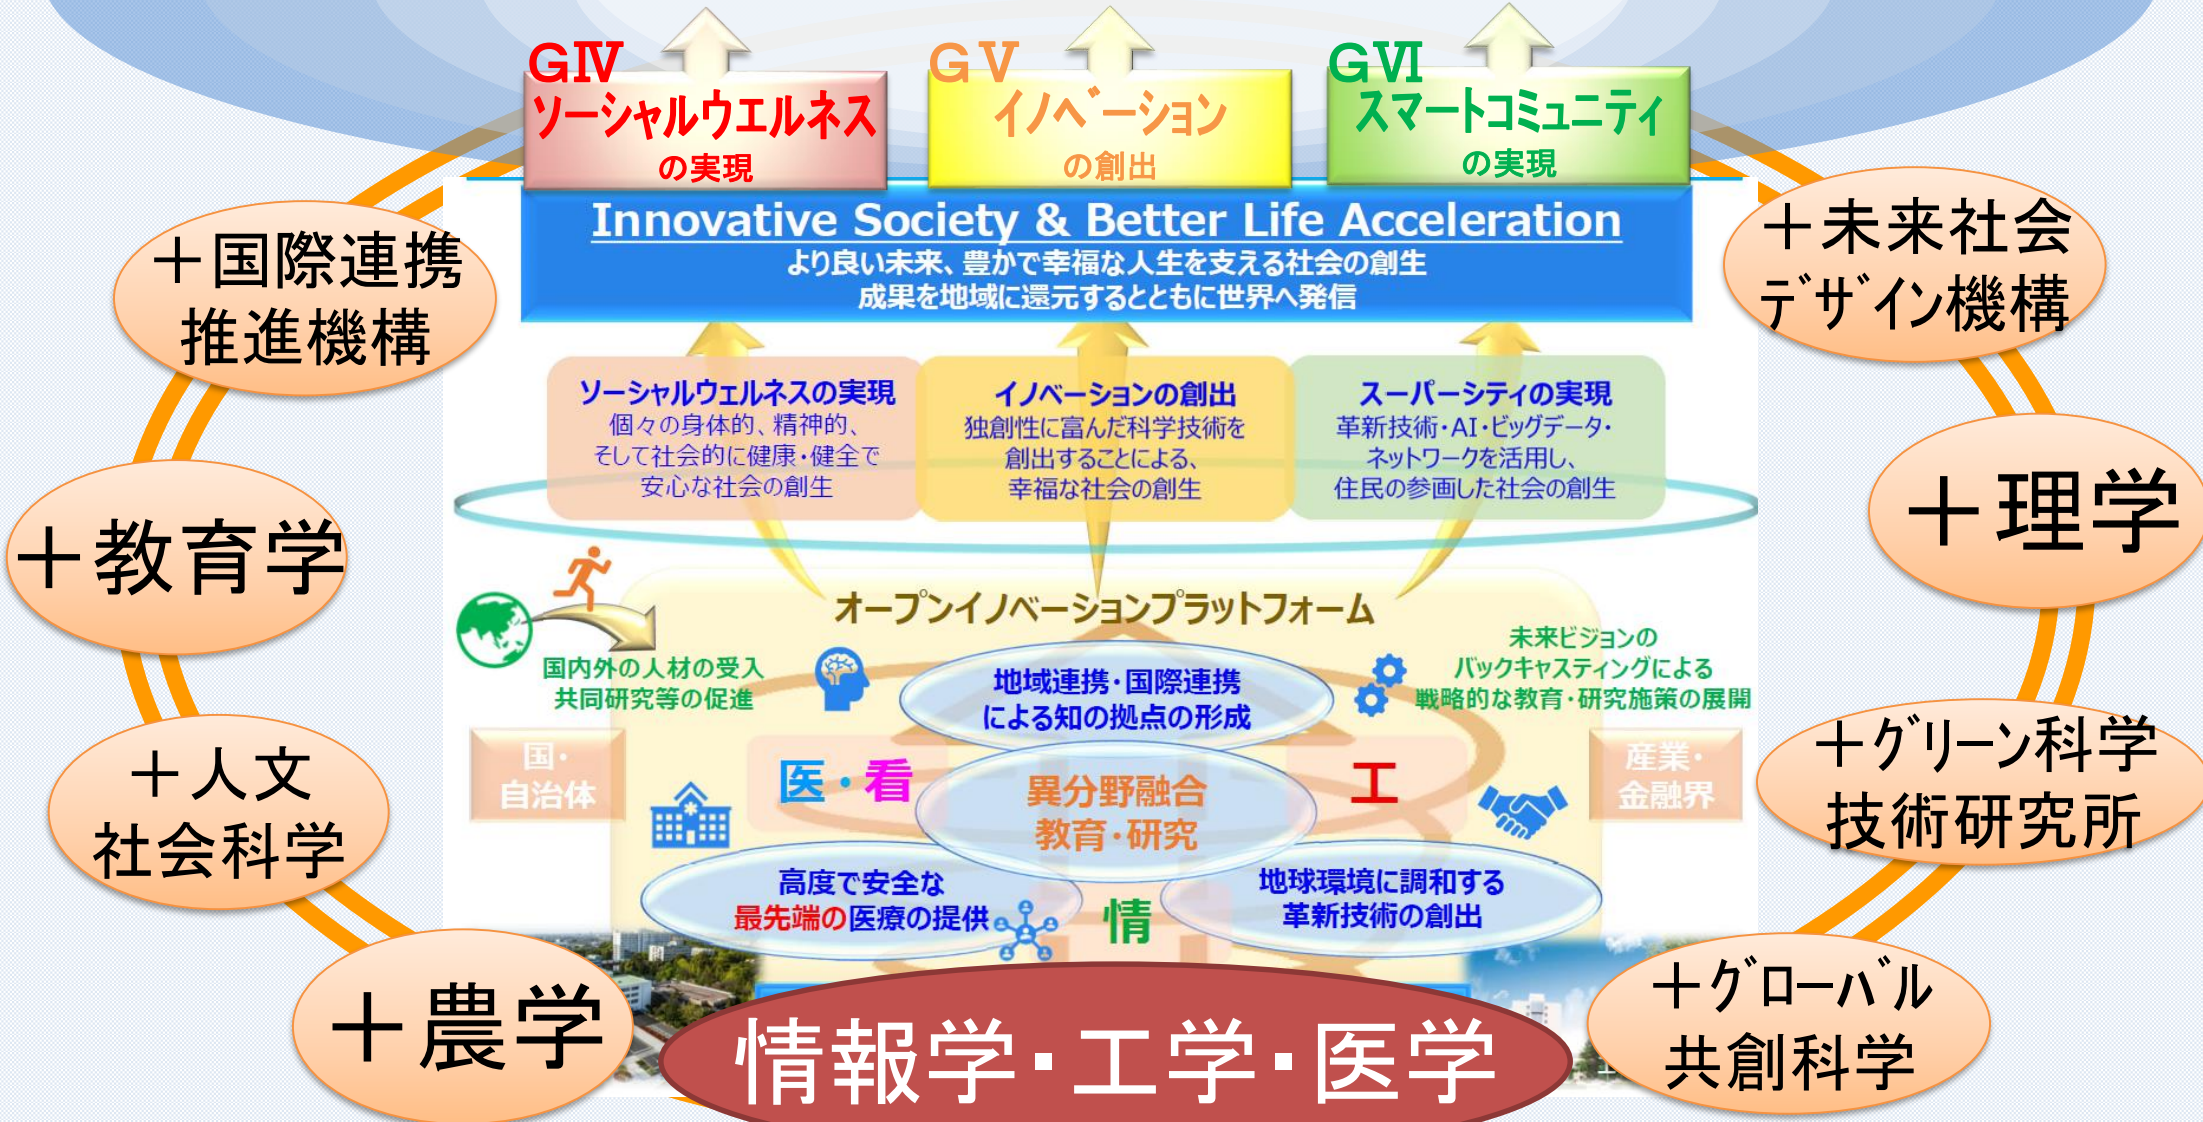 GⅣ
ソーシャルウエルネス
の実現
GⅤ
イノベーション
の創出
GⅥ
スマートコミュニティ
の実現
Innovative Society & Better Life Acceleration
より良い未来、豊かで幸福な人生を支える社会の創生
成果を地域に還元するとともに世界へ発信
＋国際連携
推進機構
＋未来社会
デザイン機構
ソーシャルウェルネスの実現
個々の身体的、精神的、
そして社会的に健康・健全で
安心な社会の創生
イノベーションの創出
独創性に富んだ科学技術を
創出することによる、
幸福な社会の創生
スーパーシティの実現
革新技術・AI・ビッグデータ・
ネットワークを活用し、
住民の参画した社会の創生
＋教育学
＋理学
オープンイノベーションプラットフォーム
国内外の人材の受入
共同研究等の促進
地域連携・国際連携
による知の拠点の形成
未来ビジョンの
バックキャスティングによる
戦略的な教育・研究施策の展開
国・
自治体
医・看
異分野融合
教育・研究
工
産業・
金融界
＋人文
社会科学
＋グリーン科学
技術研究所
高度で安全な
最先端の医療の提供
情
地球環境に調和する
革新技術の創出
＋農学
情報学・工学・医学
＋グローバル
共創科学